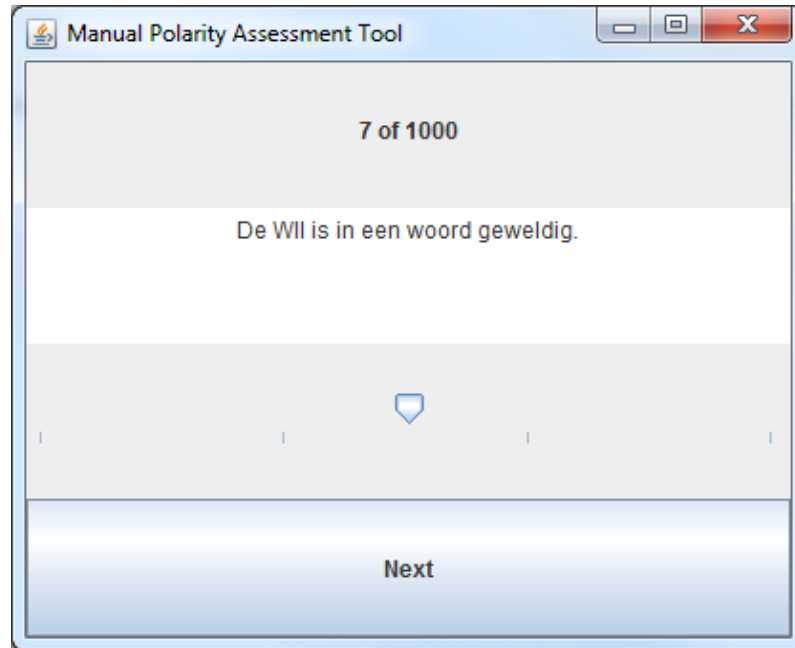 Manual Polarity Assessment Tool
7 of 1000
De WII is in een woord geweldig.
Next